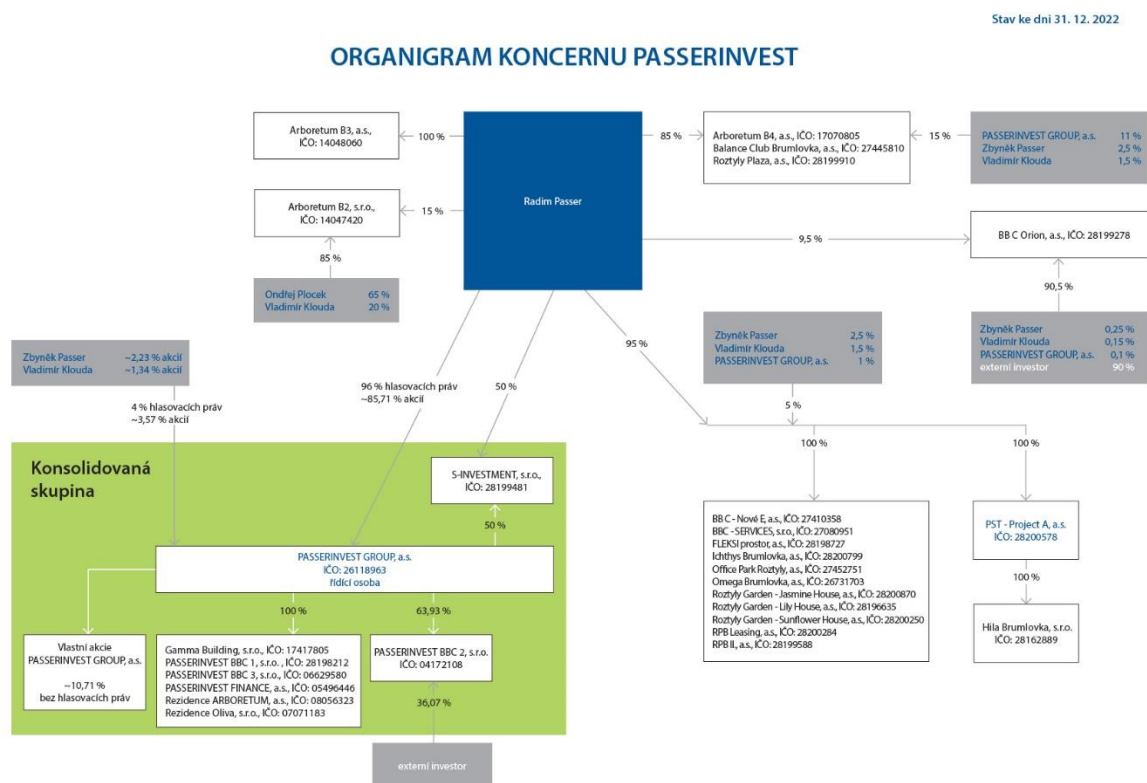 Stav ke dni 31. 12. 2022
ORGANIGRAM KONCERNU PASSERINVEST
Arboretum B3, a.s.,
IČO: 14048060
100 %
Radim Passer
85 %
Arboretum B4, a.s., IČO: 17070805
Balance Club Brumlovka, a.s., IČO: 27445810
Roztyly Plaza, a.s., IČO: 28199910
15 %
PASSERINVEST GROUP, a.s. 11 %
Zbyněk Passer 2,5 %
Vladimír Klouda 1,5 %
Arboretum B2, s.r.o.,
IČO: 14047420
15 %
85 %
Ondřej Plocek 65 %
Vladimír Klouda 20 %
9,5 %
BB C Orion, a.s., IČO: 28199278
90,5 %
Zbyněk Passer 0,25 %
Vladimír Klouda 0,15 %
PASSERINVEST GROUP, a.s. 0,1 %
externí investor 90 %
Zbyněk Passer 2,5 %
Vladimír Klouda 1,5 %
PASSERINVEST GROUP, a.s. 1 %
95 %
5 %
Zbyněk Passer ~2,23 % akcií
Vladimír Klouda ~1,34 % akcií
4 % hlasovacích práv
~3,57 % akcií
96 % hlasovacích práv
~85,71 % akcií
50 %
100 %
100 %
Konsolidovaná
skupina
S-INVESTMENT, s.r.o.,
IČO: 28199481
50 %
PASSERINVEST GROUP, a.s.
IČO: 26118963
řídící osoba
100 %
63,93 %
Vlastní akcie
PASSERINVEST GROUP, a.s.
~10,71 %
bez hlasovacích práv
Gamma Building, s.r.o., IČO: 17417805
PASSERINVEST BBC 1, s.r.o. , IČO: 28198212
PASSERINVEST BBC 3, s.r.o., IČO: 06629580
PASSERINVEST FINANCE, a.s., IČO: 05496446
Rezidence ARBORETUM, a.s., IČO: 08056323
Rezidence Oliva, s.r.o., IČO: 07071183
PASSERINVEST BBC 2, s.r.o.
IČO: 04172108
36,07 %
externí investor
BB C - Nové E, a.s., IČO: 27410358
BBC - SERVICES, s.r.o., IČO: 27080951
FLEKSI prostor, a.s., IČO: 28198727
Ichthys Brumlovka, a.s., IČO: 28200799
Office Park Roztyly, a.s., IČO: 27452751
Omega Brumlovka, a.s., IČO: 26731703
Roztyly Garden - Jasmine House, a.s., IČO: 28200870
Roztyly Garden - Lily House, a.s., IČO: 28196635
Roztyly Garden - Sunflower House, a.s., IČO: 28200250
RPB Leasing, a.s., IČO: 28200284
RPB II., a.s., IČO: 28199588
PST - Project A, a.s.
IČO: 28200578
100 %
Hila Brumlovka, s.r.o.
IČO: 28162889